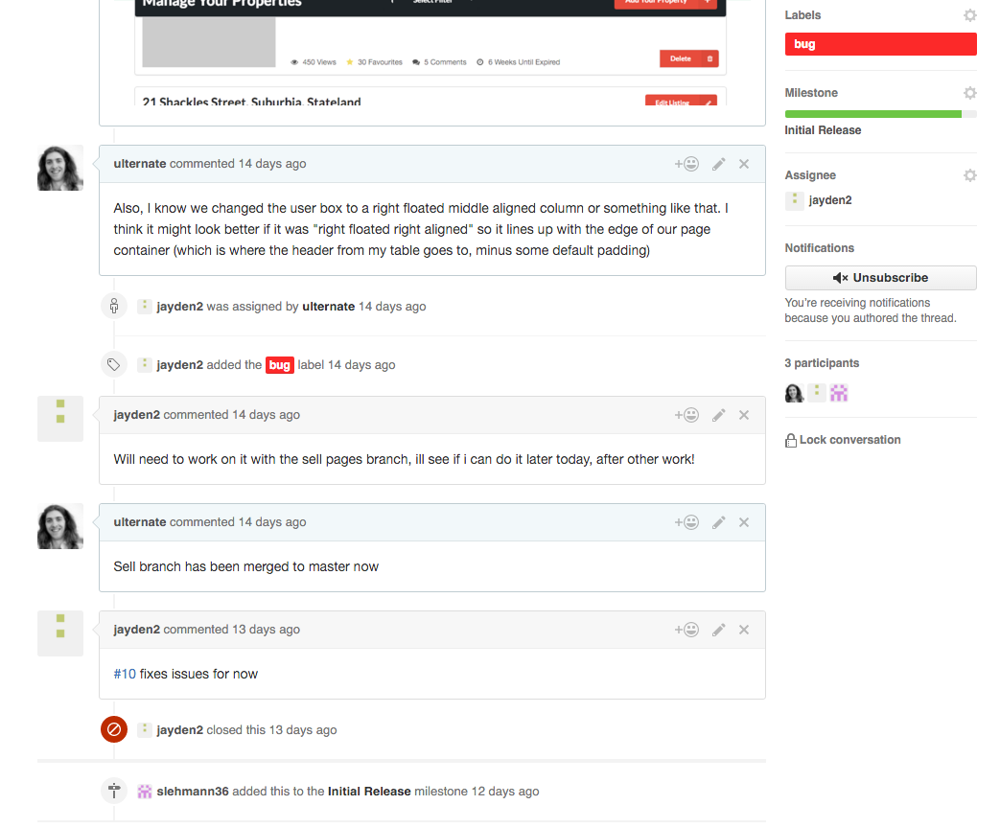 Manage Your Properties
Select Filter
Add Your Property +
450 Views 30 Favourites 5 Comments 6 Weeks Until Expired
Delete
21 Shackles Street, Suburbia, Stateland
Edit Listing
ulternate commented 14 days ago
Also, I know we changed the user box to a right floated middle aligned column or something like that. I
think it might look better if it was "right floated right aligned" so it lines up with the edge of our page
container (which is where the header from my table goes to, minus some default padding)
jayden2 was assigned by ulternate 14 days ago
jayden2 added the bug label 14 days ago
jayden2 commented 14 days ago
Will need to work on it with the sell pages branch, ill see if i can do it later today, after other work!
ulternate commented 14 days ago
Sell branch has been merged to master now
jayden2 commented 13 days ago
#10 fixes issues for now
jayden2 closed this 13 days ago
slehmann36 added this to the Initial Release milestone 12 days ago
Labels
bug
Milestone
Initial Release
Assignee
jayden2
Notifications
Unsubscribe
You're receiving notifications
because you authored the thread.
3 participants
Lock conversation